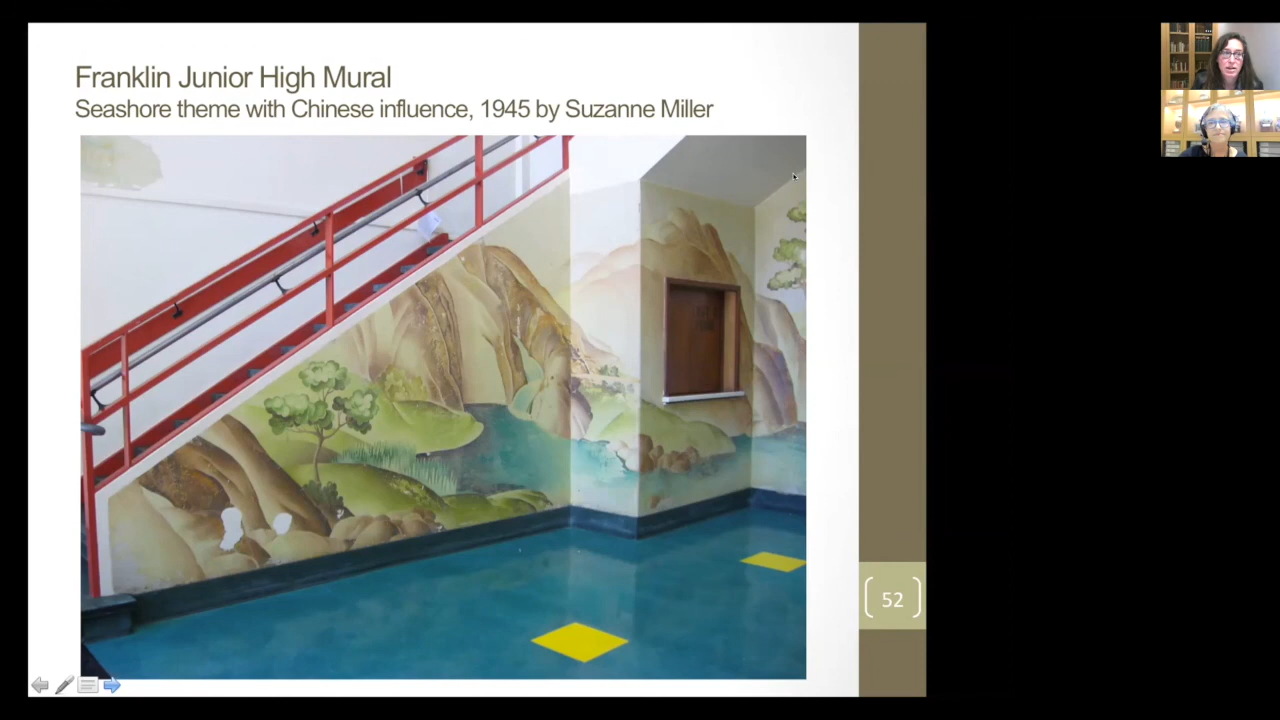 Franklin Junior High Mural
Seashore theme with Chinese influence, 1945 by Suzanne Miller
52